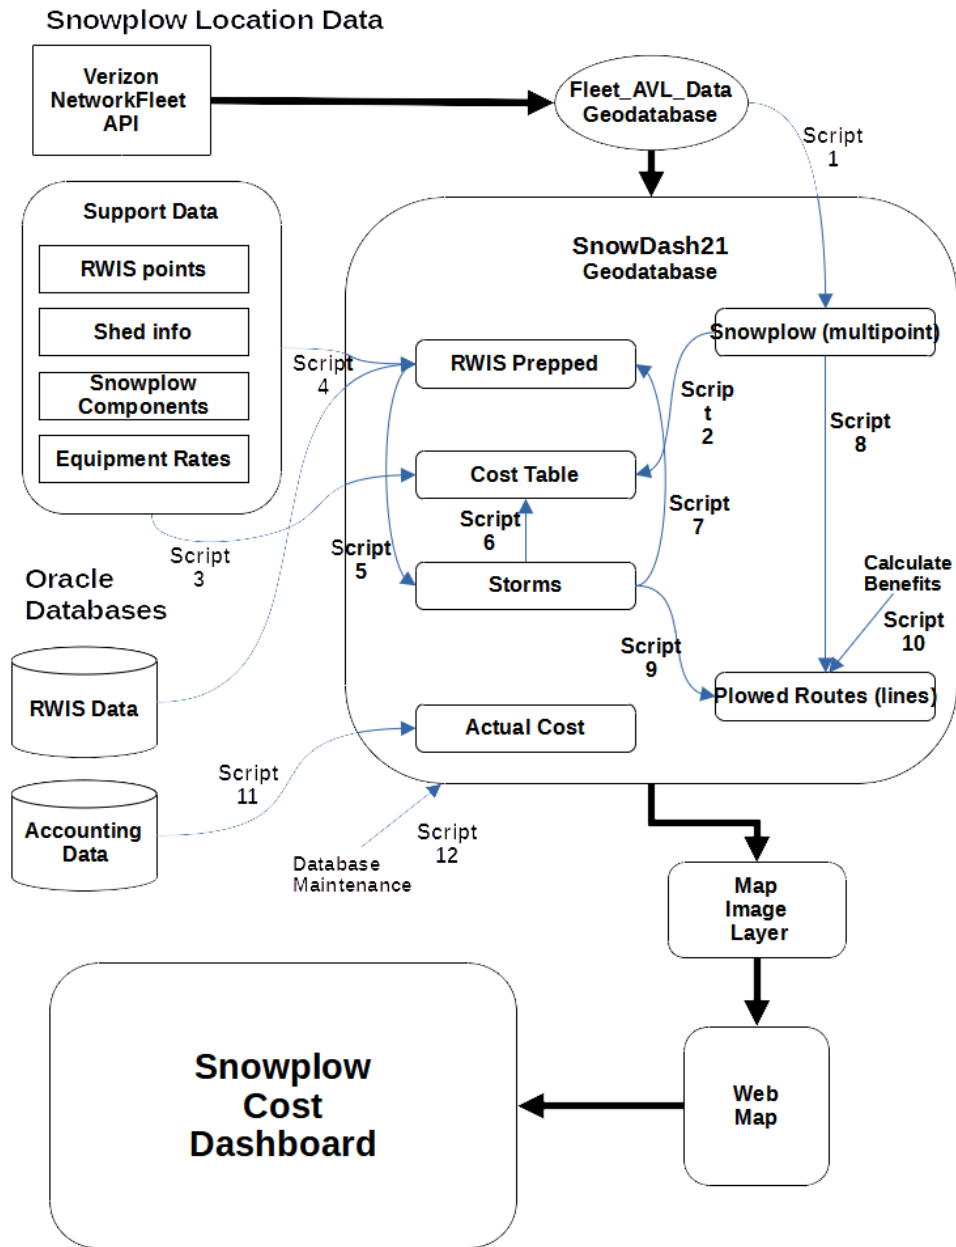 Snowplow Location Data
Verizon
NetworkFleet
API
Fleet_AVL_Data
Geodatabase
Script
1
Support Data
RWIS points
Shed info
Snowplow
Components
Equipment Rates
SnowDash21
Geodatabase
Snowplow (multipoint)
RWIS Prepped
Script
4
Scrip
t
2
Script
8
Cost Table
Script
7
Script
6
Script
5
Script
3
Storms
Calculate
Benefits
Script
10
Script
9
Plowed Routes (lines)
Oracle
Databases
RWIS Data
Actual Cost
Script
11
Accounting
Data
Script
12
Database
Maintenance
Map
Image
Layer
Web
Map
Snowplow
Cost
Dashboard